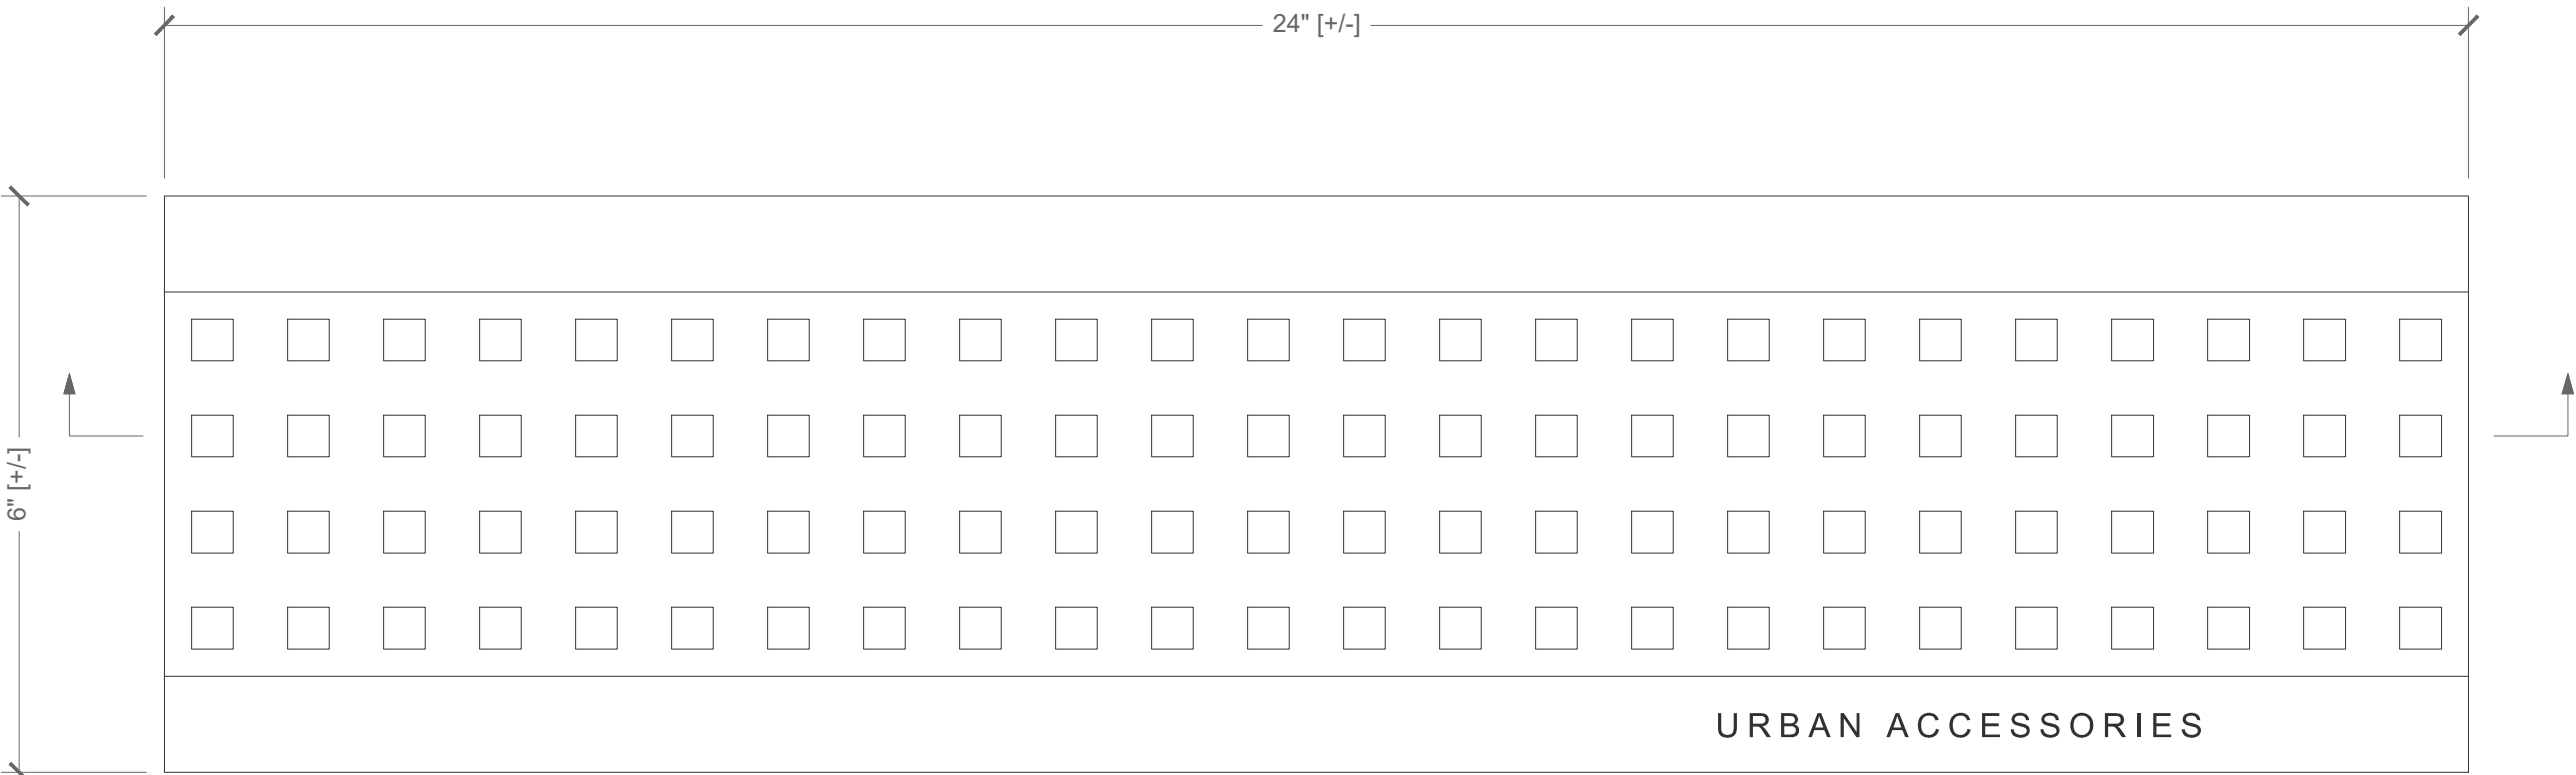 24" [+/-]
6" [+/-]
URBAN ACCESSORIES